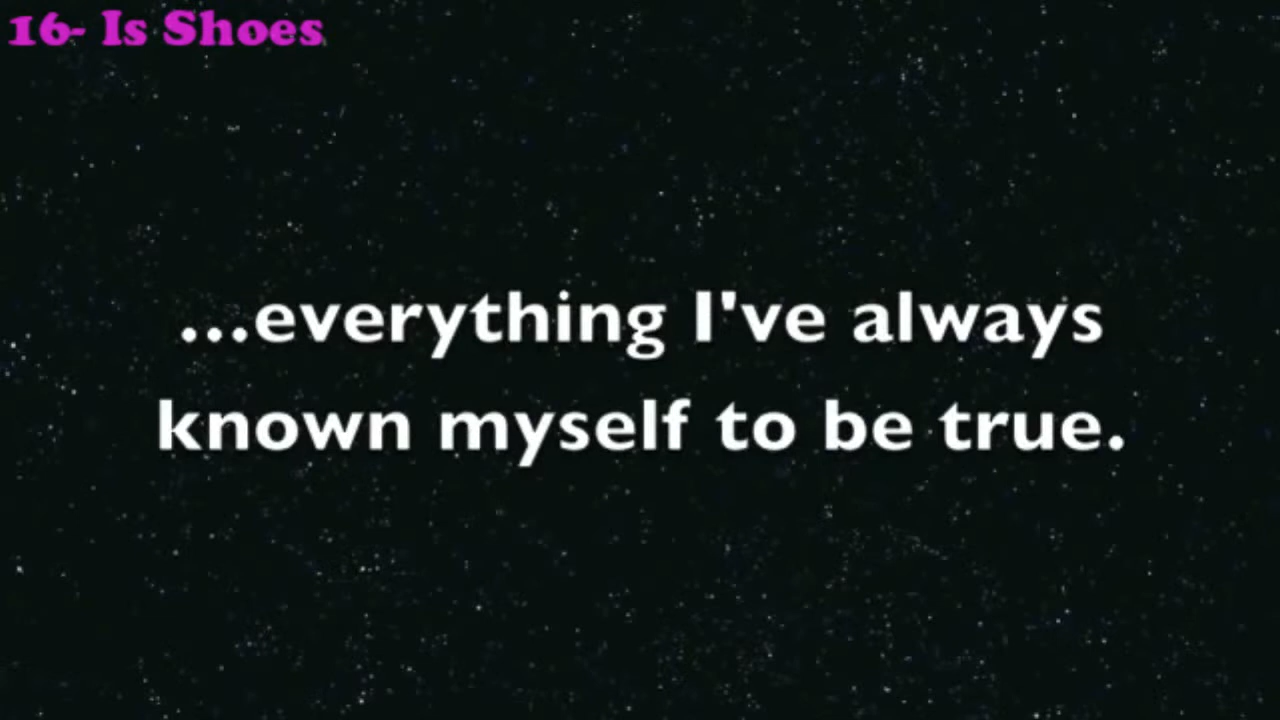 16- Is Shoes
...everything I've always
known myself to be true.